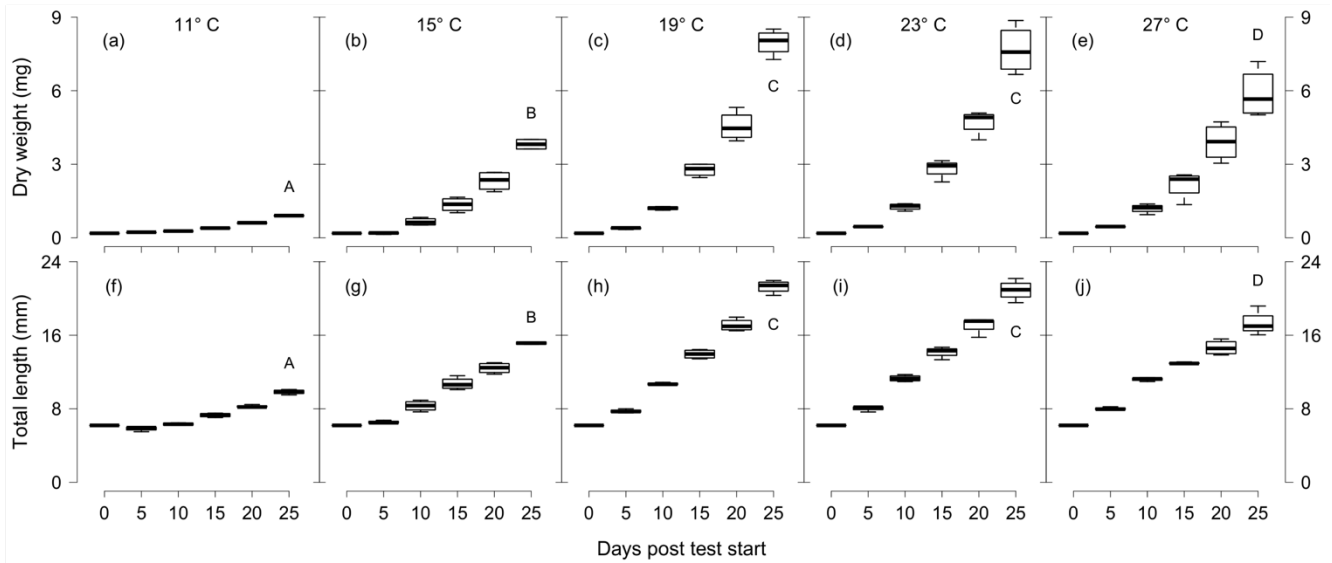 11° C 15° C 19° C 23° C 27° C
(a) (b) (c) (d) (e)
Dry weight (mg)
9 6 3 0
A B C C D
9 6 3 0
(f) (g) (h) (i) (j)
Total length (mm)
24 16 8 0
A B C C D
24 16 8 0
0 5 10 15 20 25 0 5 10 15 20 25 0 5 10 15 20 25 0 5 10 15 20 25 0 5 10 15 20 25
Days post test start